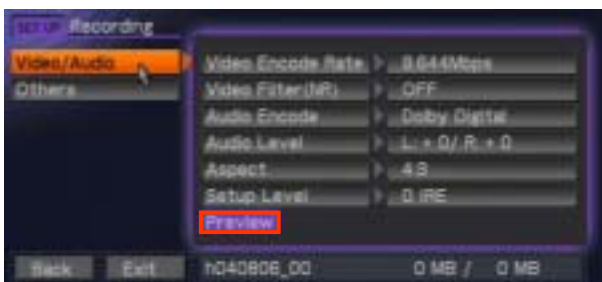 SETUP Recording
Video/Audio
Others
Video Encode Rate 8.644Mbps
Video Filter(NR) OFF
Audio Encode Dolby Digital
Audio Level L: + 0/ R: + 0
Aspect 4:3
Setup Level 0 IRE
Preview
Back Exit h040806_00 0 MB / 0 MB